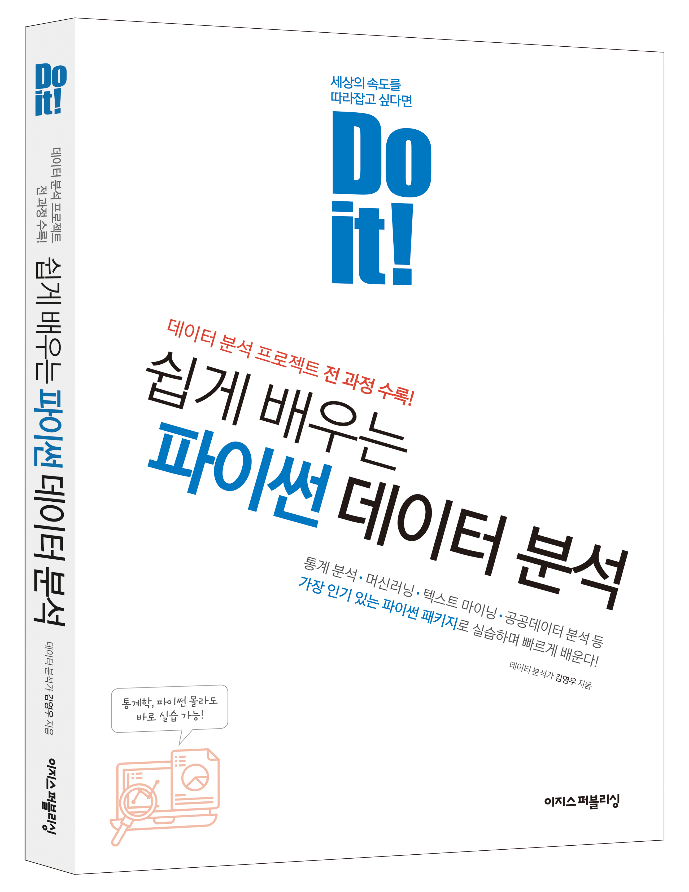 Do
it!
데이터 분석 프로젝트
전 과정 수록!
쉽게 배우는 파이썬 데이터 분석
데이터 분석가 김영우 지음
이지스 퍼블리싱
세상의 속도를
따라잡고 싶다면
Do
it!
데이터 분석 프로젝트 전 과정 수록!
쉽게 배우는
파이썬 데이터 분석
통계 분석 · 머신러닝 · 텍스트 마이닝 · 공공데이터 분석 등
가장 인기 있는 파이썬 패키지로 실습하며 빠르게 배운다!
데이터 분석가 김영우 지음
통계학, 파이썬 몰라도
바로 실습 가능!
이지스 퍼블리싱